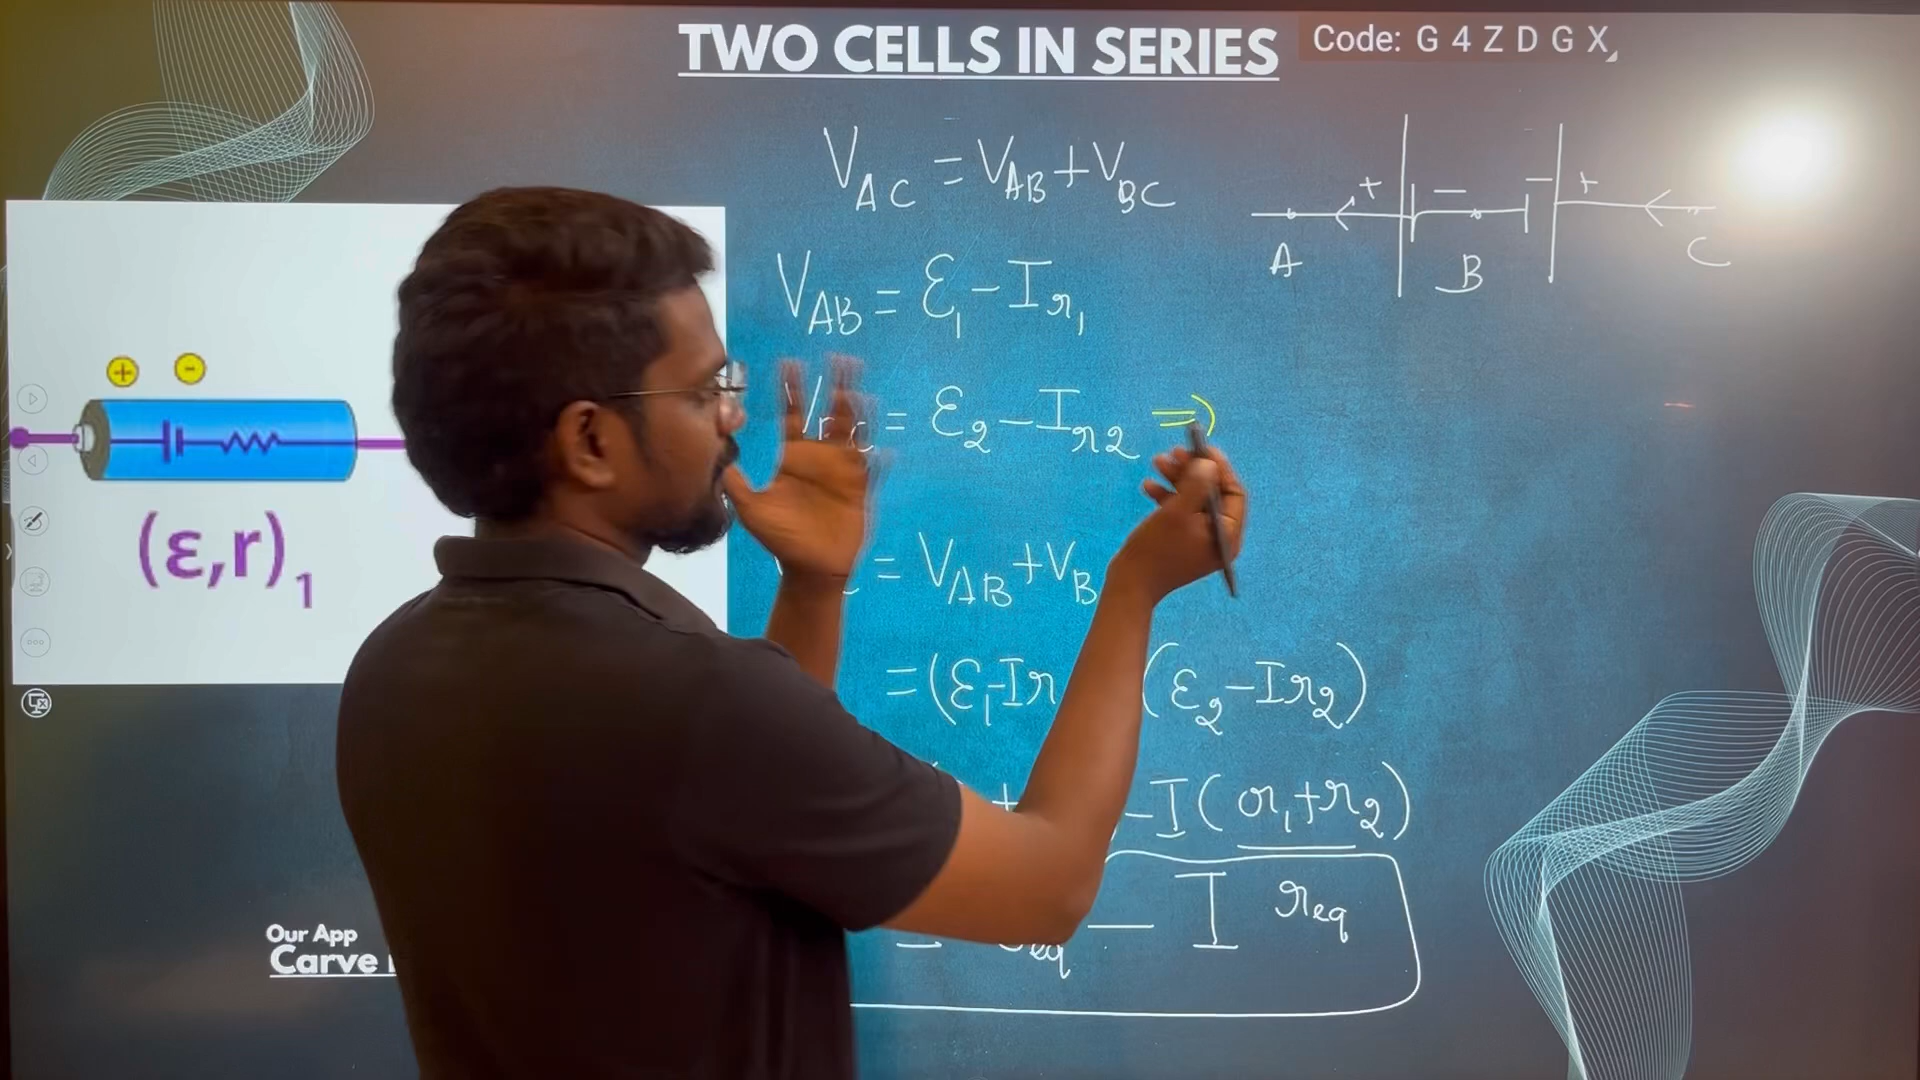 TWO CELLS IN SERIES
Code: G 4 Z D G X
V_AC = V_AB + V_BC
+ − − +
A B C
V_AB = ε₁ − Ir₁
= ε₂ − Ir₂ ⇒
+ -
(ε,r)₁
= V_AB + V_B
= (ε₁ − Ir (ε₂ − Ir₂)
+ − I(r₁ + r₂)
eq − I r_eq
Our App
Carve